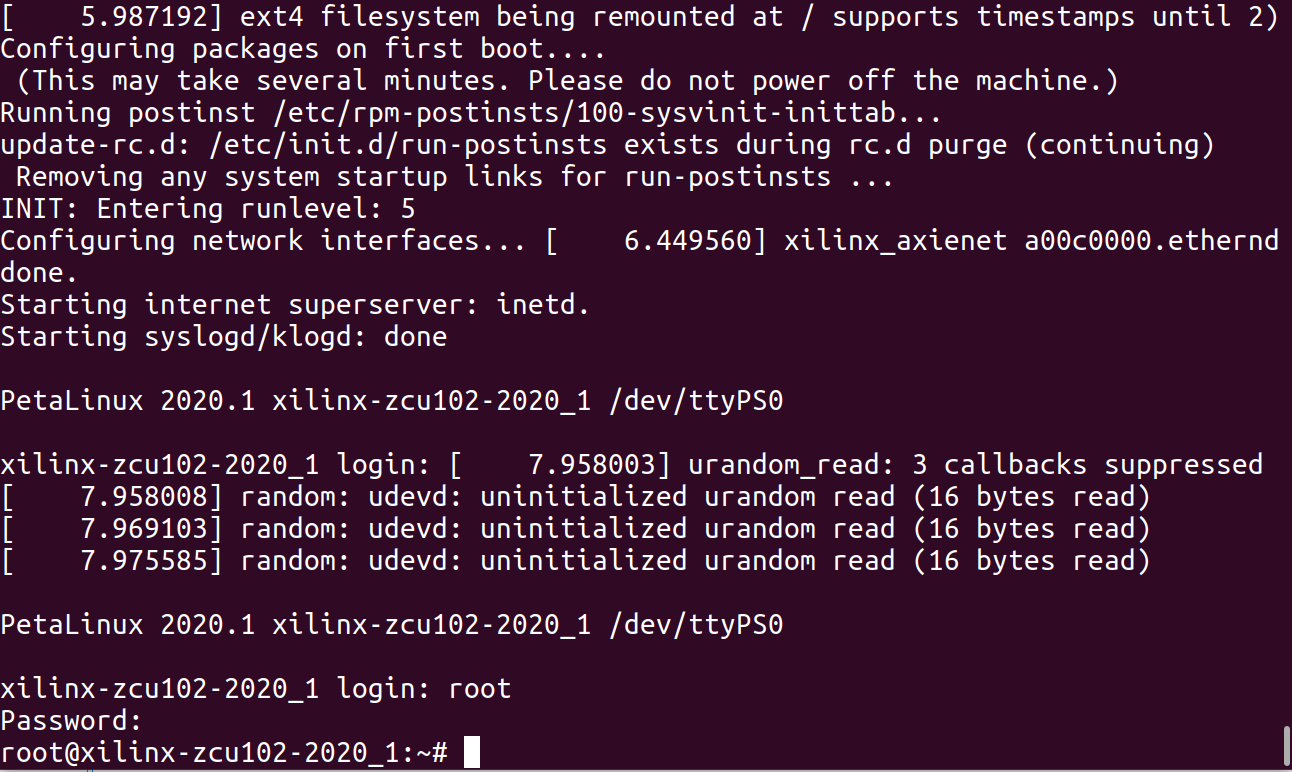 [    5.987192] ext4 filesystem being remounted at / supports timestamps until 2)
Configuring packages on first boot....
 (This may take several minutes. Please do not power off the machine.)
Running postinst /etc/rpm-postinsts/100-sysvinit-inittab...
update-rc.d: /etc/init.d/run-postinsts exists during rc.d purge (continuing)
 Removing any system startup links for run-postinsts ...
INIT: Entering runlevel: 5
Configuring network interfaces... [    6.449560] xilinx_axienet a00c0000.ethernd
done.
Starting internet superserver: inetd.
Starting syslogd/klogd: done
PetaLinux 2020.1 xilinx-zcu102-2020_1 /dev/ttyPS0
xilinx-zcu102-2020_1 login: [    7.958003] urandom_read: 3 callbacks suppressed
[    7.958008] random: udevd: uninitialized urandom read (16 bytes read)
[    7.969103] random: udevd: uninitialized urandom read (16 bytes read)
[    7.975585] random: udevd: uninitialized urandom read (16 bytes read)
PetaLinux 2020.1 xilinx-zcu102-2020_1 /dev/ttyPS0
xilinx-zcu102-2020_1 login: root
Password:
root@xilinx-zcu102-2020_1:~#